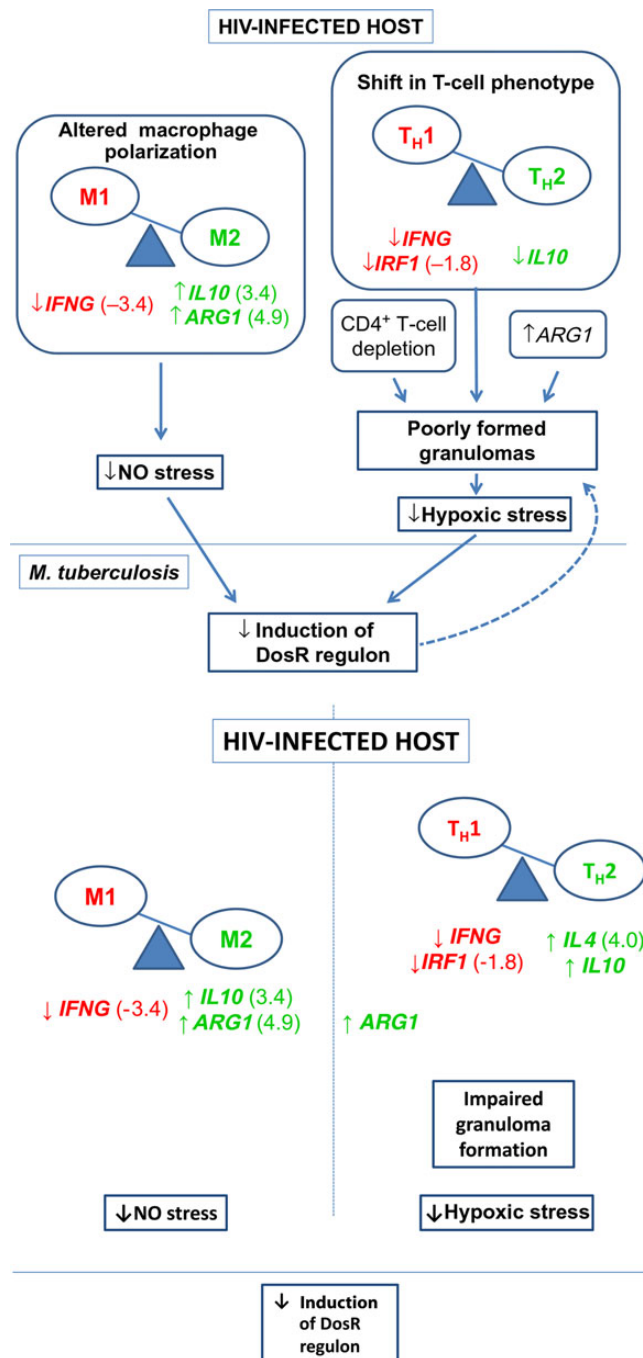 HIV-INFECTED HOST
Altered macrophage
polarization
M1
M2
↓IFNG (–3.4)
↑IL10 (3.4)
↑ARG1 (4.9)
Shift in T-cell phenotype
TH1
TH2
↓IFNG
↓IRF1 (–1.8)
↓IL10
CD4+ T-cell
depletion
↑ARG1
Poorly formed
granulomas
↓NO stress
↓Hypoxic stress
M. tuberculosis
↓ Induction of
DosR regulon
HIV-INFECTED HOST
M1
M2
↓ IFNG (-3.4)
↑ IL10 (3.4)
↑ ARG1 (4.9)
TH1
TH2
↓ IFNG
↓IRF1 (-1.8)
↑ IL4 (4.0)
↑ IL10
↑ ARG1
Impaired
granuloma
formation
↓NO stress
↓Hypoxic stress
↓ Induction
of DosR
regulon